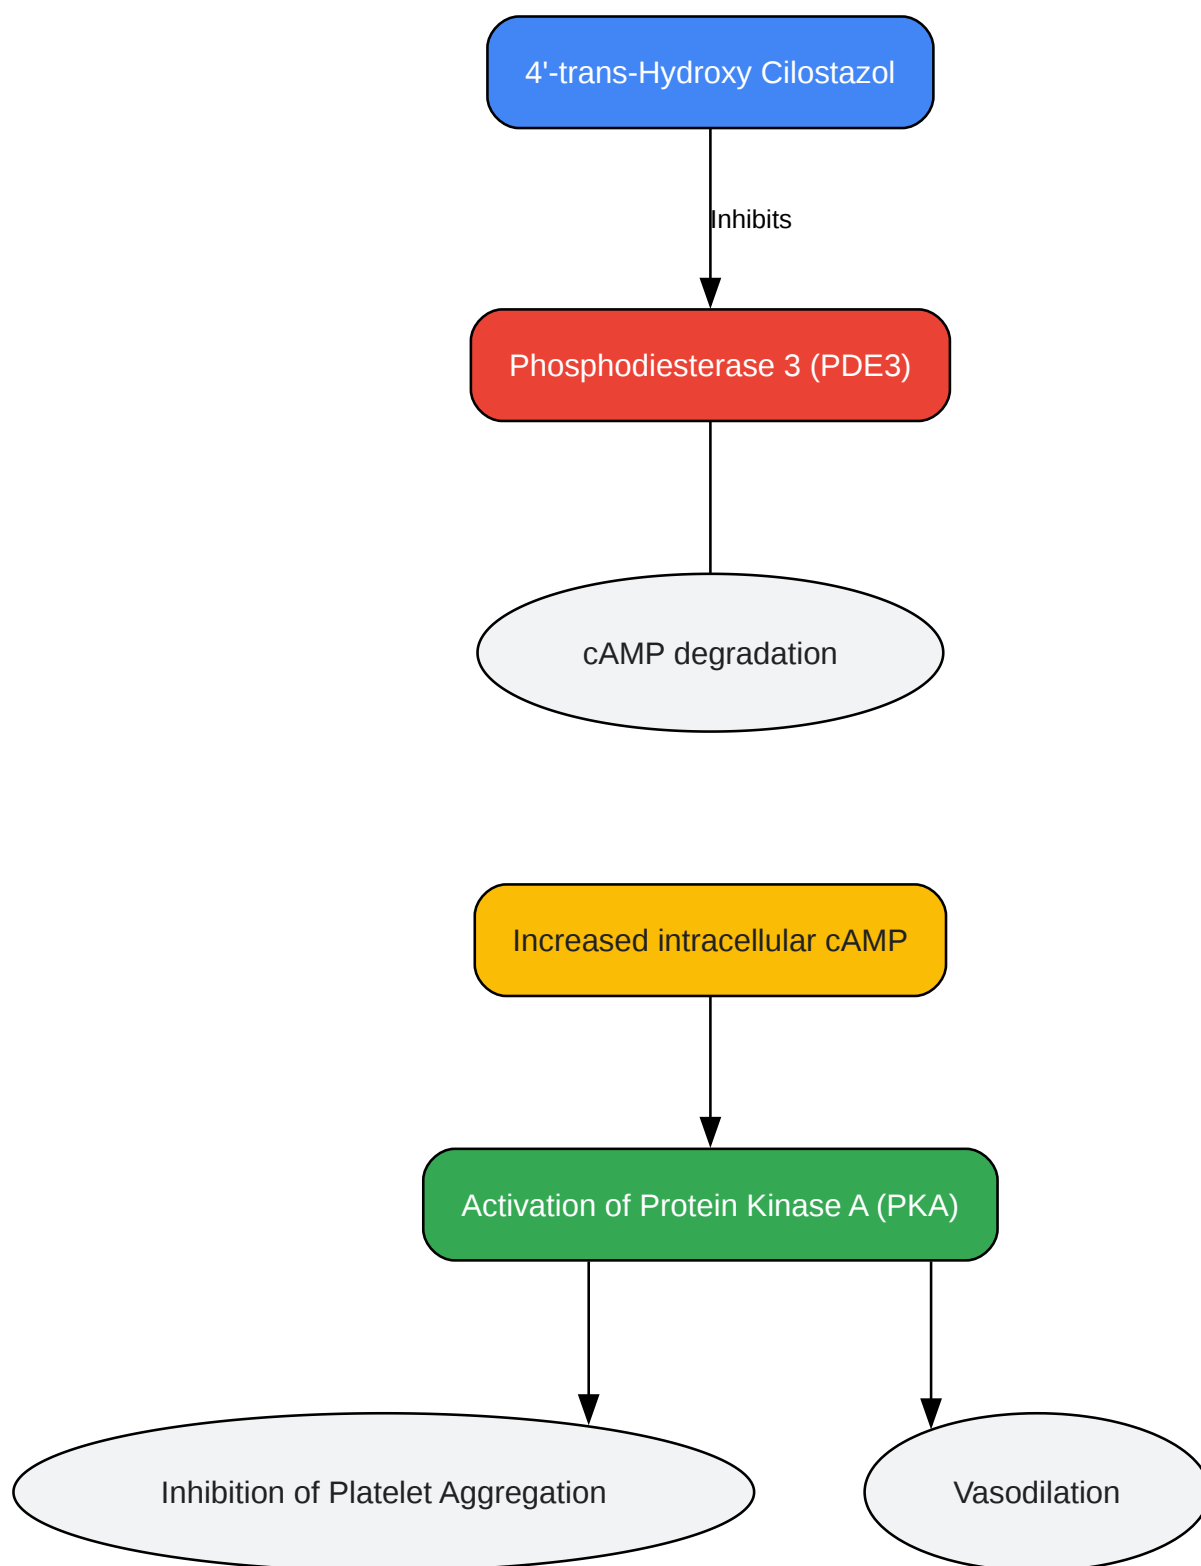 4'-trans-Hydroxy Cilostazol
Inhibits
Phosphodiesterase 3 (PDE3)
cAMP degradation
Increased intracellular cAMP
Activation of Protein Kinase A (PKA)
Inhibition of Platelet Aggregation
Vasodilation